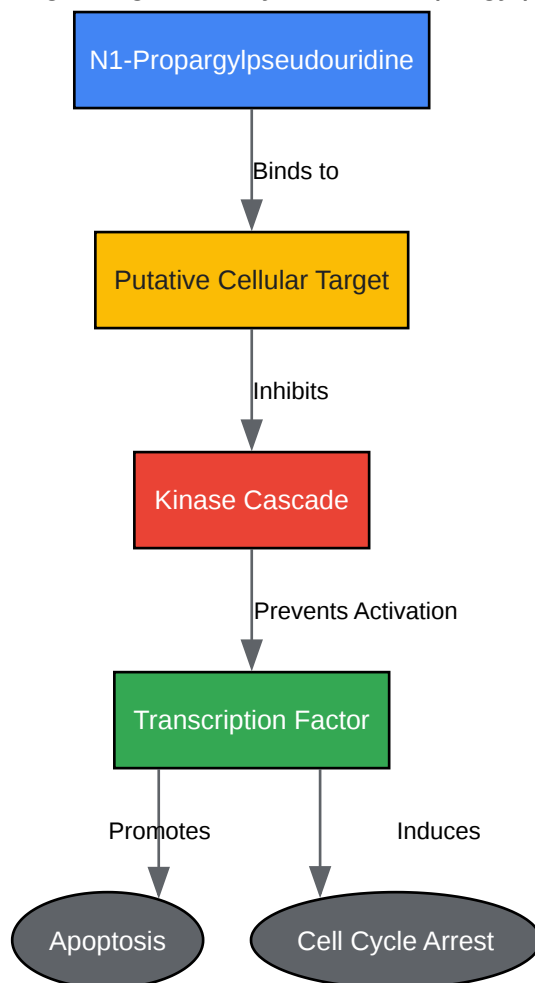 N1-Propargylpseudouridine
Binds to
Putative Cellular Target
Inhibits
Kinase Cascade
Prevents Activation
Transcription Factor
Promotes
Induces
Apoptosis
Cell Cycle Arrest